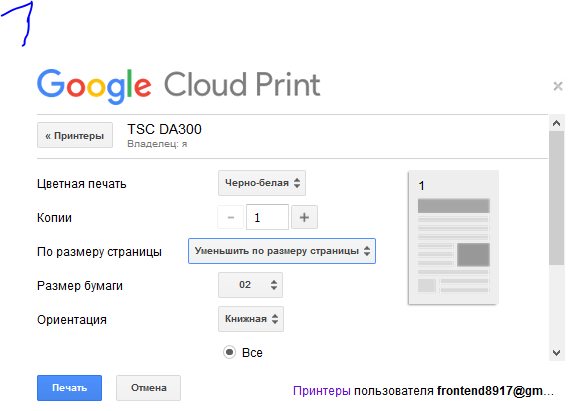 1
Google Cloud Print
×
« Принтеры
TSC DA300
Владелец: я
Цветная печать Черно-белая
1
Копии − 1 +
По размеру страницы Уменьшить по размеру страницы
Размер бумаги 02
Ориентация Книжная
Все
Печать Отмена Принтеры пользователя frontend8917@gm…